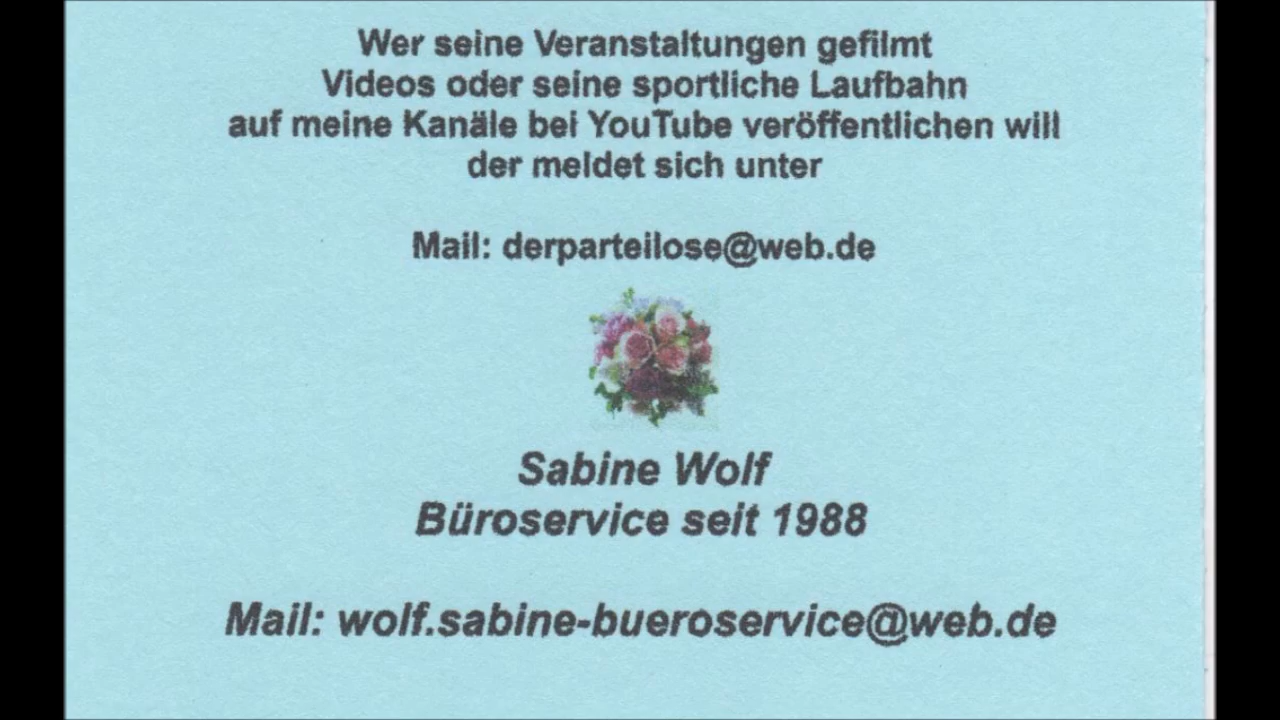 Wer seine Veranstaltungen gefilmt
Videos oder seine sportliche Laufbahn
auf meine Kanäle bei YouTube veröffentlichen will
der meldet sich unter
Mail: derparteilose@web.de
Sabine Wolf
Büroservice seit 1988
Mail: wolf.sabine-bueroservice@web.de